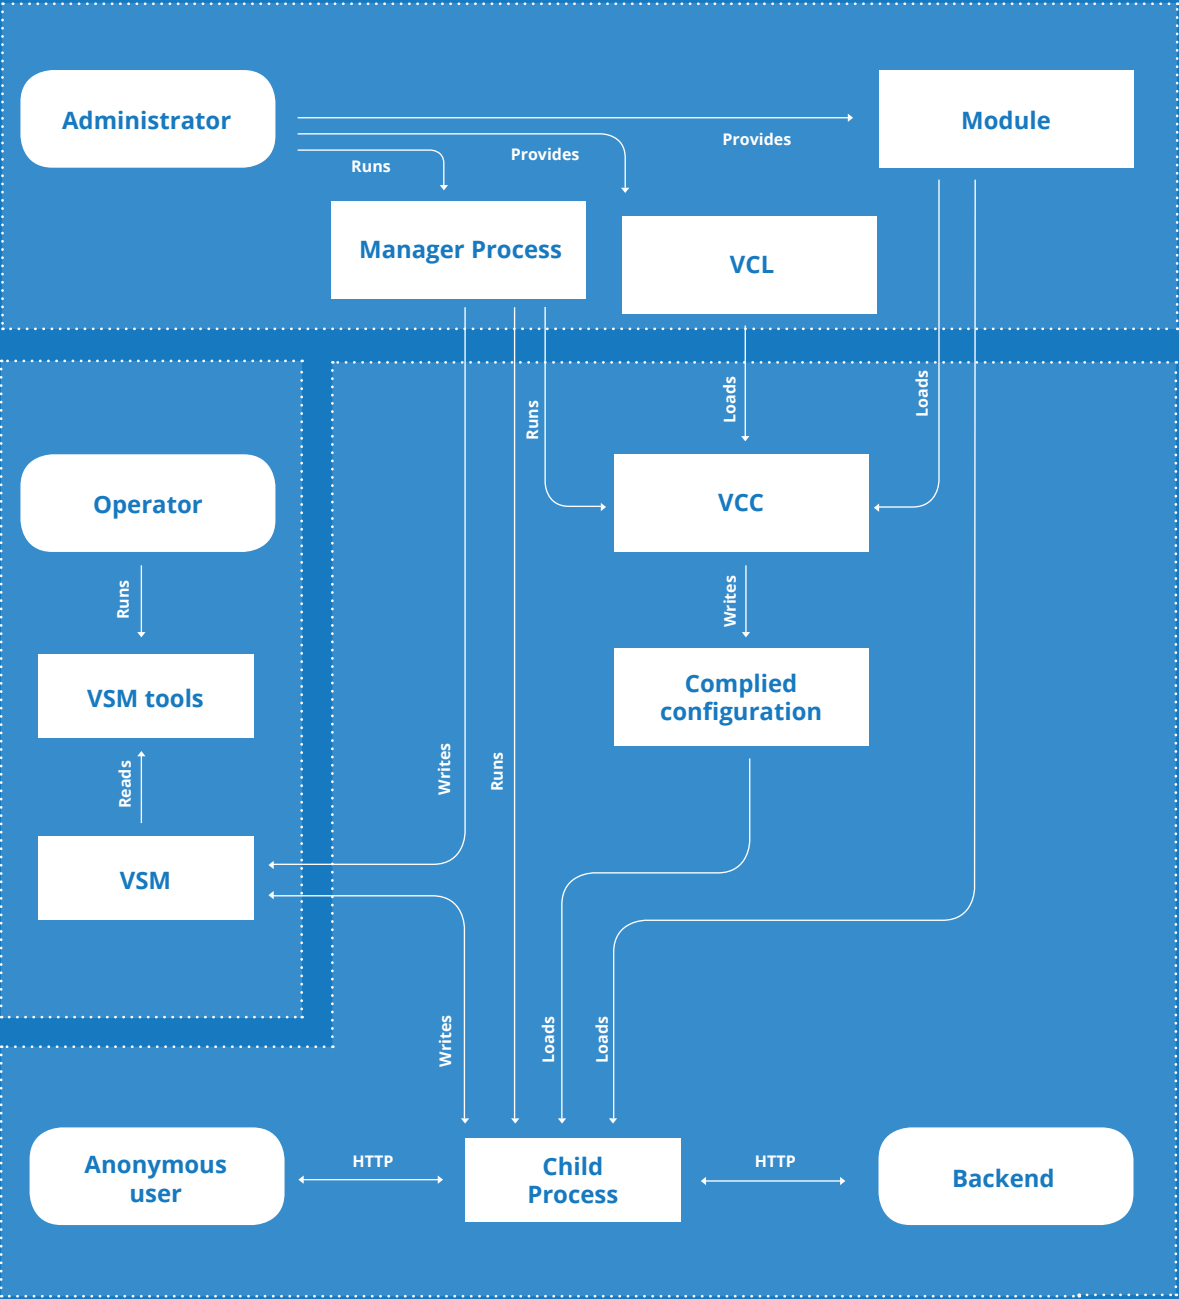 Administrator
Module
Provides
Provides
Runs
Manager Process
VCL
Loads
Loads
Runs
Operator
VCC
Runs
Writes
VSM tools
Complied
configuration
Writes
Runs
Reads
VSM
Writes
Loads
Loads
Anonymous
user
HTTP
Child
Process
HTTP
Backend